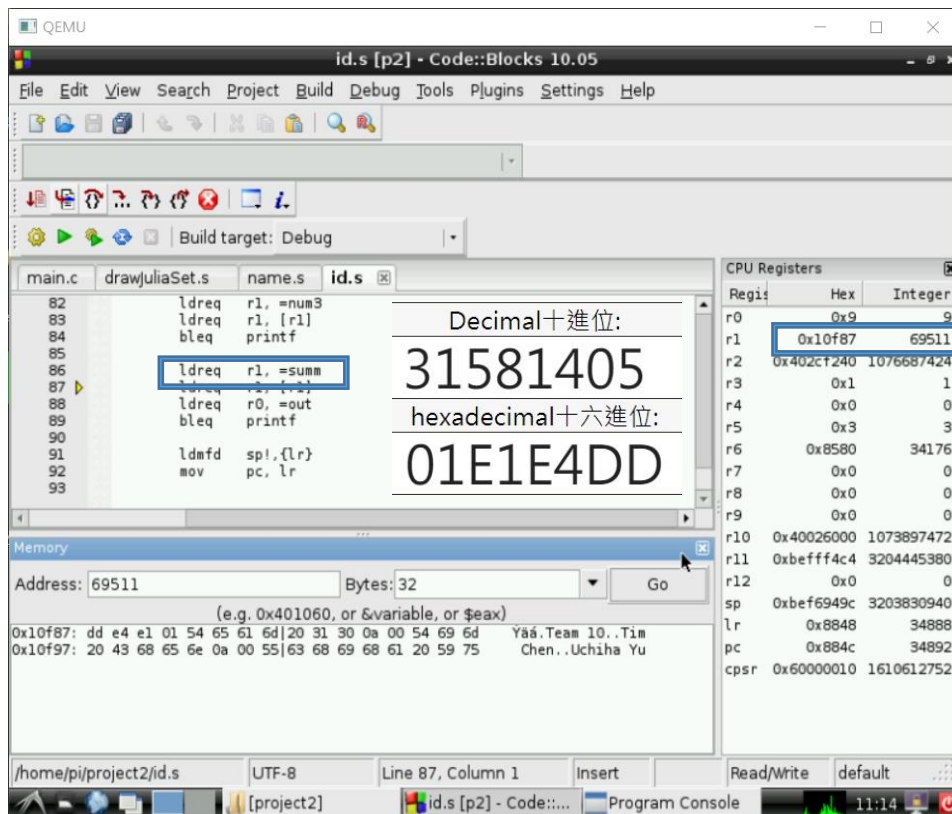 QEMU
id.s [p2] - Code::Blocks 10.05
File Edit View Search Project Build Debug Tools Plugins Settings Help
Build target: Debug
main.c drawJuliaSet.s name.s id.s
82 ldreq r1, =num3
83 ldreq r1, [r1]
84 bleq printf
85
86 ldreq r1, =summ
87 ldreq r1, [r1]
88 ldreq r0, =out
89 bleq printf
90
91 ldmfd sp!,{lr}
92 mov pc, lr
93
Decimal十進位:
31581405
hexadecimal十六進位:
01E1E4DD
CPU Registers
Regis Hex Integer
r0 0x9 9
r1 0x10f87 69511
r2 0x402cf240 1076687424
r3 0x1 1
r4 0x0 0
r5 0x3 3
r6 0x8580 34176
r7 0x0 0
r8 0x0 0
r9 0x0 0
r10 0x40026000 1073897472
r11 0xbefff4c4 3204445380
r12 0x0 0
sp 0xbef6949c 3203830940
lr 0x8848 34888
pc 0x884c 34892
cpsr 0x60000010 1610612752
Memory
Address: 69511 Bytes: 32 Go
(e.g. 0x401060, or &variable, or $eax)
0x10f87: dd e4 e1 01 54 65 61 6d|20 31 30 0a 00 54 69 6d Ýäá.Team 10..Tim
0x10f97: 20 43 68 65 6e 0a 00 55|63 68 69 68 61 20 59 75 Chen..Uchiha Yu
/home/pi/project2/id.s UTF-8 Line 87, Column 1 Insert Read/Write default
[project2] id.s [p2] - Code::... Program Console 11:14